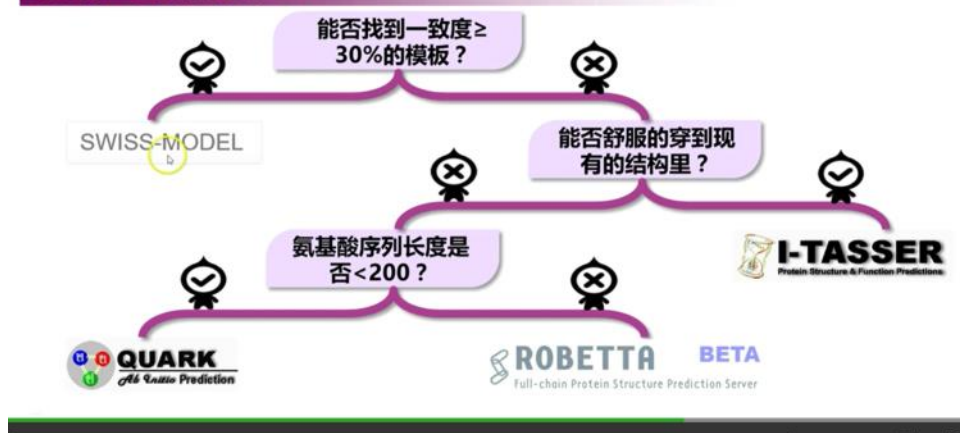 能否找到一致度≥
30%的模板？
SWISS-MODEL
能否舒服的穿到现
有的结构里？
I-TASSER
Protein Structure & Function Predictions
氨基酸序列长度是
否<200？
QUARK
Ab Initio Prediction
ROBETTA BETA
Full-chain Protein Structure Prediction Server